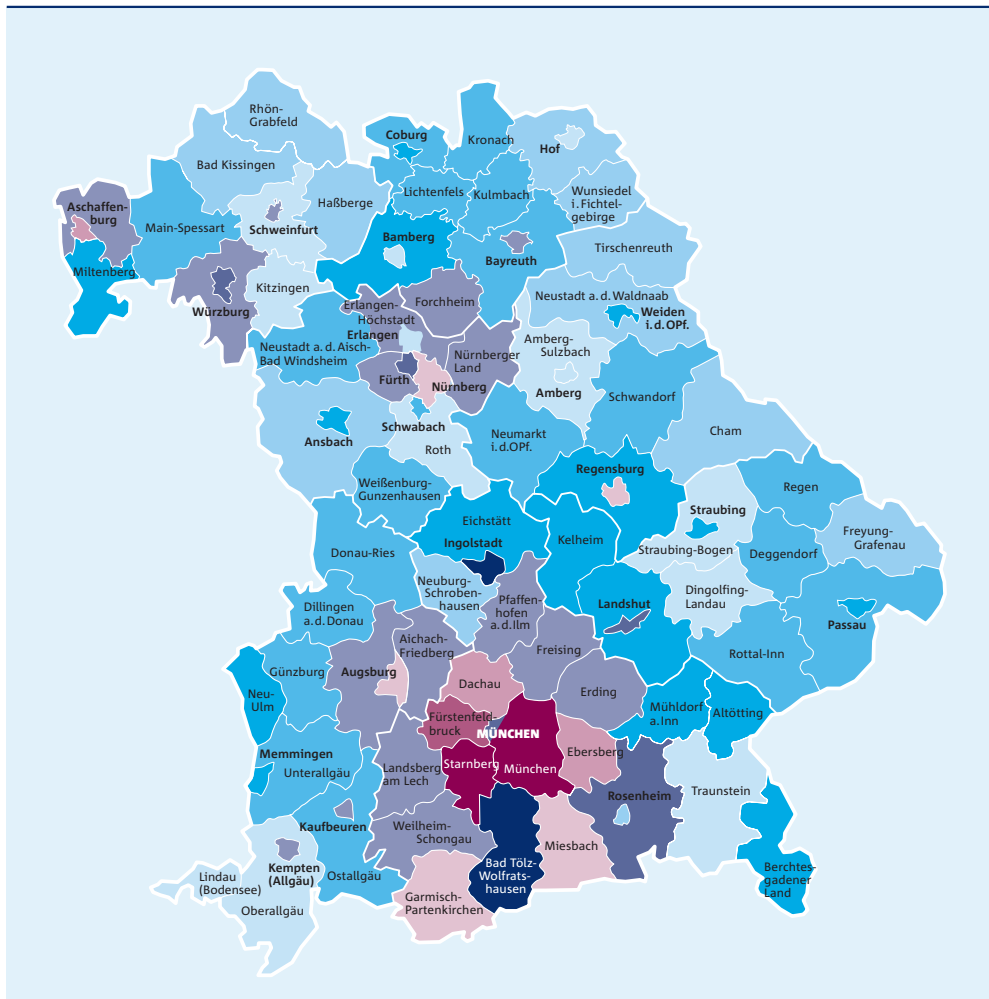 Rhön-
Grabfeld
Bad Kissingen
Coburg
Kronach
Hof
Lichtenfels
Kulmbach
Wunsiedel
i. Fichtel-
gebirge
Haßberge
Aschaffen-
burg
Main-Spessart
Schweinfurt
Bamberg
Bayreuth
Tirschenreuth
Miltenberg
Würzburg
Kitzingen
Erlangen-
Höchstadt
Forchheim
Neustadt a. d. Waldnaab
Weiden
i. d. OPf.
Erlangen
Neustadt a. d. Aisch-
Bad Windsheim
Nürnberger
Land
Amberg-
Sulzbach
Fürth
Nürnberg
Amberg
Schwandorf
Ansbach
Schwabach
Roth
Neumarkt
i. d. OPf.
Cham
Regensburg
Weißenburg-
Gunzenhausen
Regen
Straubing
Eichstätt
Ingolstadt
Kelheim
Straubing-Bogen
Deggendorf
Freyung-
Grafenau
Donau-Ries
Neuburg-
Schroben-
hausen
Pfaffen-
hofen
a. d. Ilm
Landshut
Dingolfing-
Landau
Passau
Dillingen
a. d. Donau
Aichach-
Friedberg
Freising
Rottal-Inn
Günzburg
Augsburg
Dachau
Erding
Neu-
Ulm
Mühldorf
a. Inn
Altötting
Fürstenfeld-
bruck
MÜNCHEN
Ebersberg
Memmingen
Unterallgäu
Landsberg
am Lech
Starnberg
München
Rosenheim
Traunstein
Kaufbeuren
Weilheim-
Schongau
Miesbach
Kempten
(Allgäu)
Ostallgäu
Bad Tölz-
Wolfrats-
hausen
Berchtes-
gadener
Land
Lindau
(Bodensee)
Oberallgäu
Garmisch-
Partenkirchen